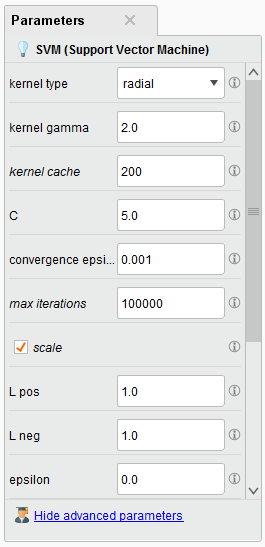 Parameters
SVM (Support Vector Machine)
kernel type radial
kernel gamma 2.0
kernel cache 200
C 5.0
convergence epsi... 0.001
max iterations 100000
scale
L pos 1.0
L neg 1.0
epsilon 0.0
Hide advanced parameters